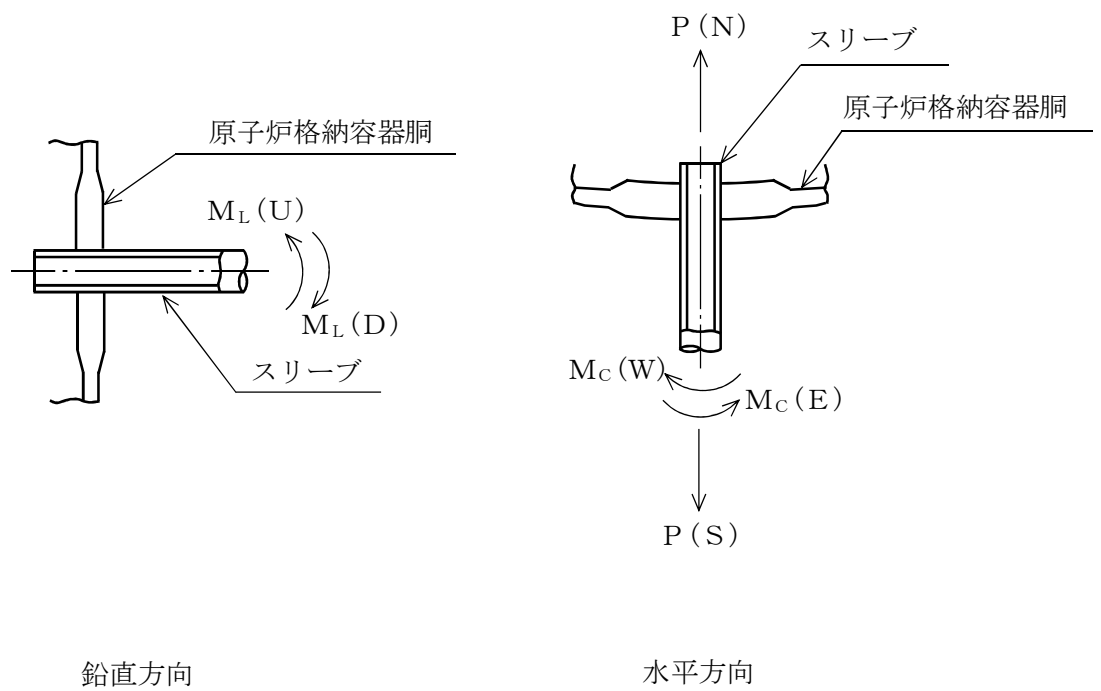 原子炉格納容器胴
M_L(U)
M_L(D)
スリーブ
鉛直方向
P(N)
スリーブ
原子炉格納容器胴
M_C(W)
M_C(E)
P(S)
水平方向